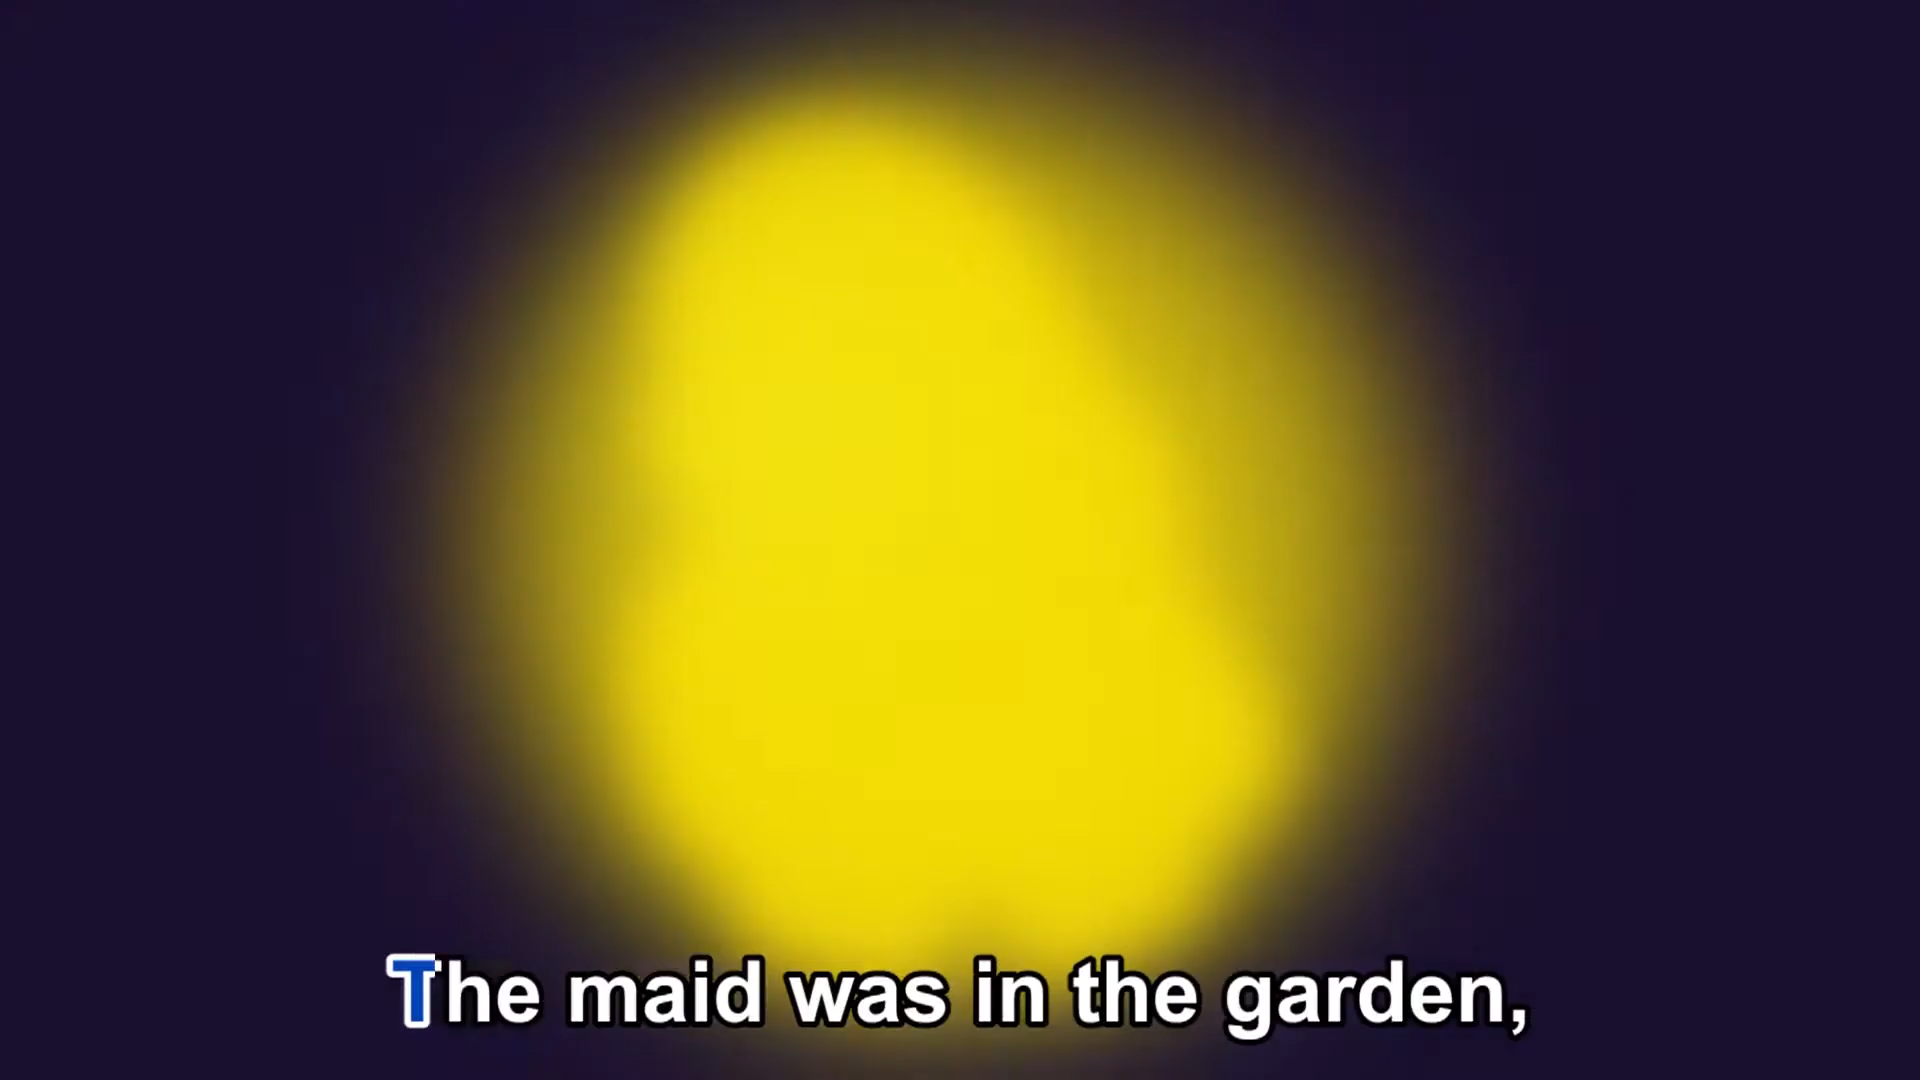 The maid was in the garden,